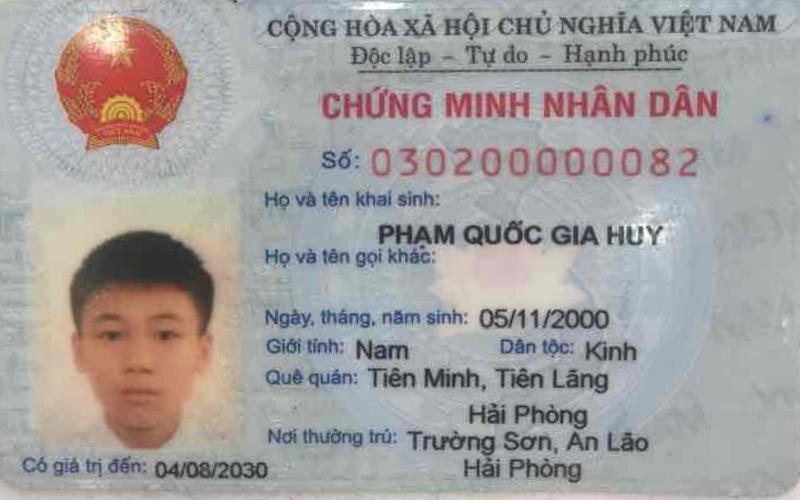 CỘNG HÒA XÃ HỘI CHỦ NGHĨA VIỆT NAM
Độc lập - Tự do - Hạnh phúc
CHỨNG MINH NHÂN DÂN
Số: 030200000082
Họ và tên khai sinh:
PHẠM QUỐC GIA HUY
Họ và tên gọi khác:
Ngày, tháng, năm sinh: 05/11/2000
Giới tính: Nam Dân tộc: Kinh
Quê quán: Tiên Minh, Tiên Lãng
Hải Phòng
Nơi thường trú: Trường Sơn, An Lão
Hải Phòng
Có giá trị đến: 04/08/2030